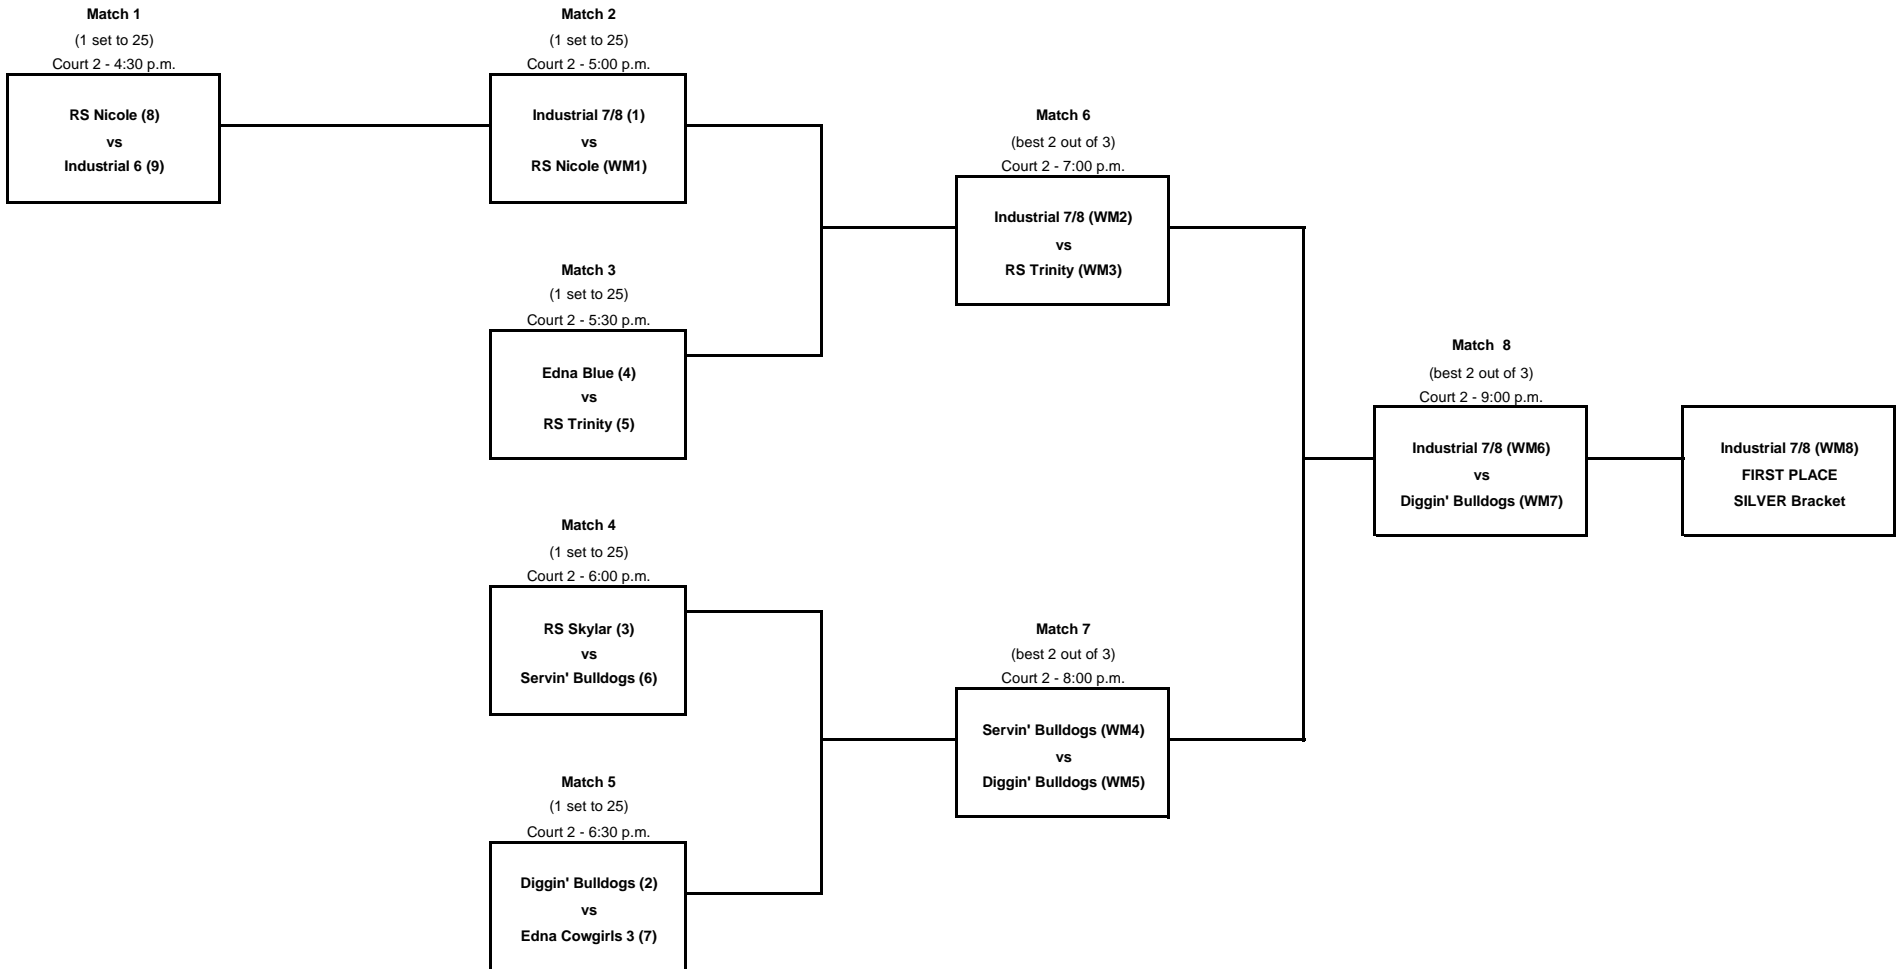 Match 1
(1 set to 25)
Court 2 - 4:30 p.m.
RS Nicole (8)
vs
Industrial 6 (9)
Match 2
(1 set to 25)
Court 2 - 5:00 p.m.
Industrial 7/8 (1)
vs
RS Nicole (WM1)
Match 3
(1 set to 25)
Court 2 - 5:30 p.m.
Edna Blue (4)
vs
RS Trinity (5)
Match 4
(1 set to 25)
Court 2 - 6:00 p.m.
RS Skylar (3)
vs
Servin' Bulldogs (6)
Match 5
(1 set to 25)
Court 2 - 6:30 p.m.
Diggin' Bulldogs (2)
vs
Edna Cowgirls 3 (7)
Match 6
(best 2 out of 3)
Court 2 - 7:00 p.m.
Industrial 7/8 (WM2)
vs
RS Trinity (WM3)
Match 7
(best 2 out of 3)
Court 2 - 8:00 p.m.
Servin' Bulldogs (WM4)
vs
Diggin' Bulldogs (WM5)
Match  8
(best 2 out of 3)
Court 2 - 9:00 p.m.
Industrial 7/8 (WM6)
vs
Diggin' Bulldogs (WM7)
Industrial 7/8 (WM8)
FIRST PLACE
SILVER Bracket